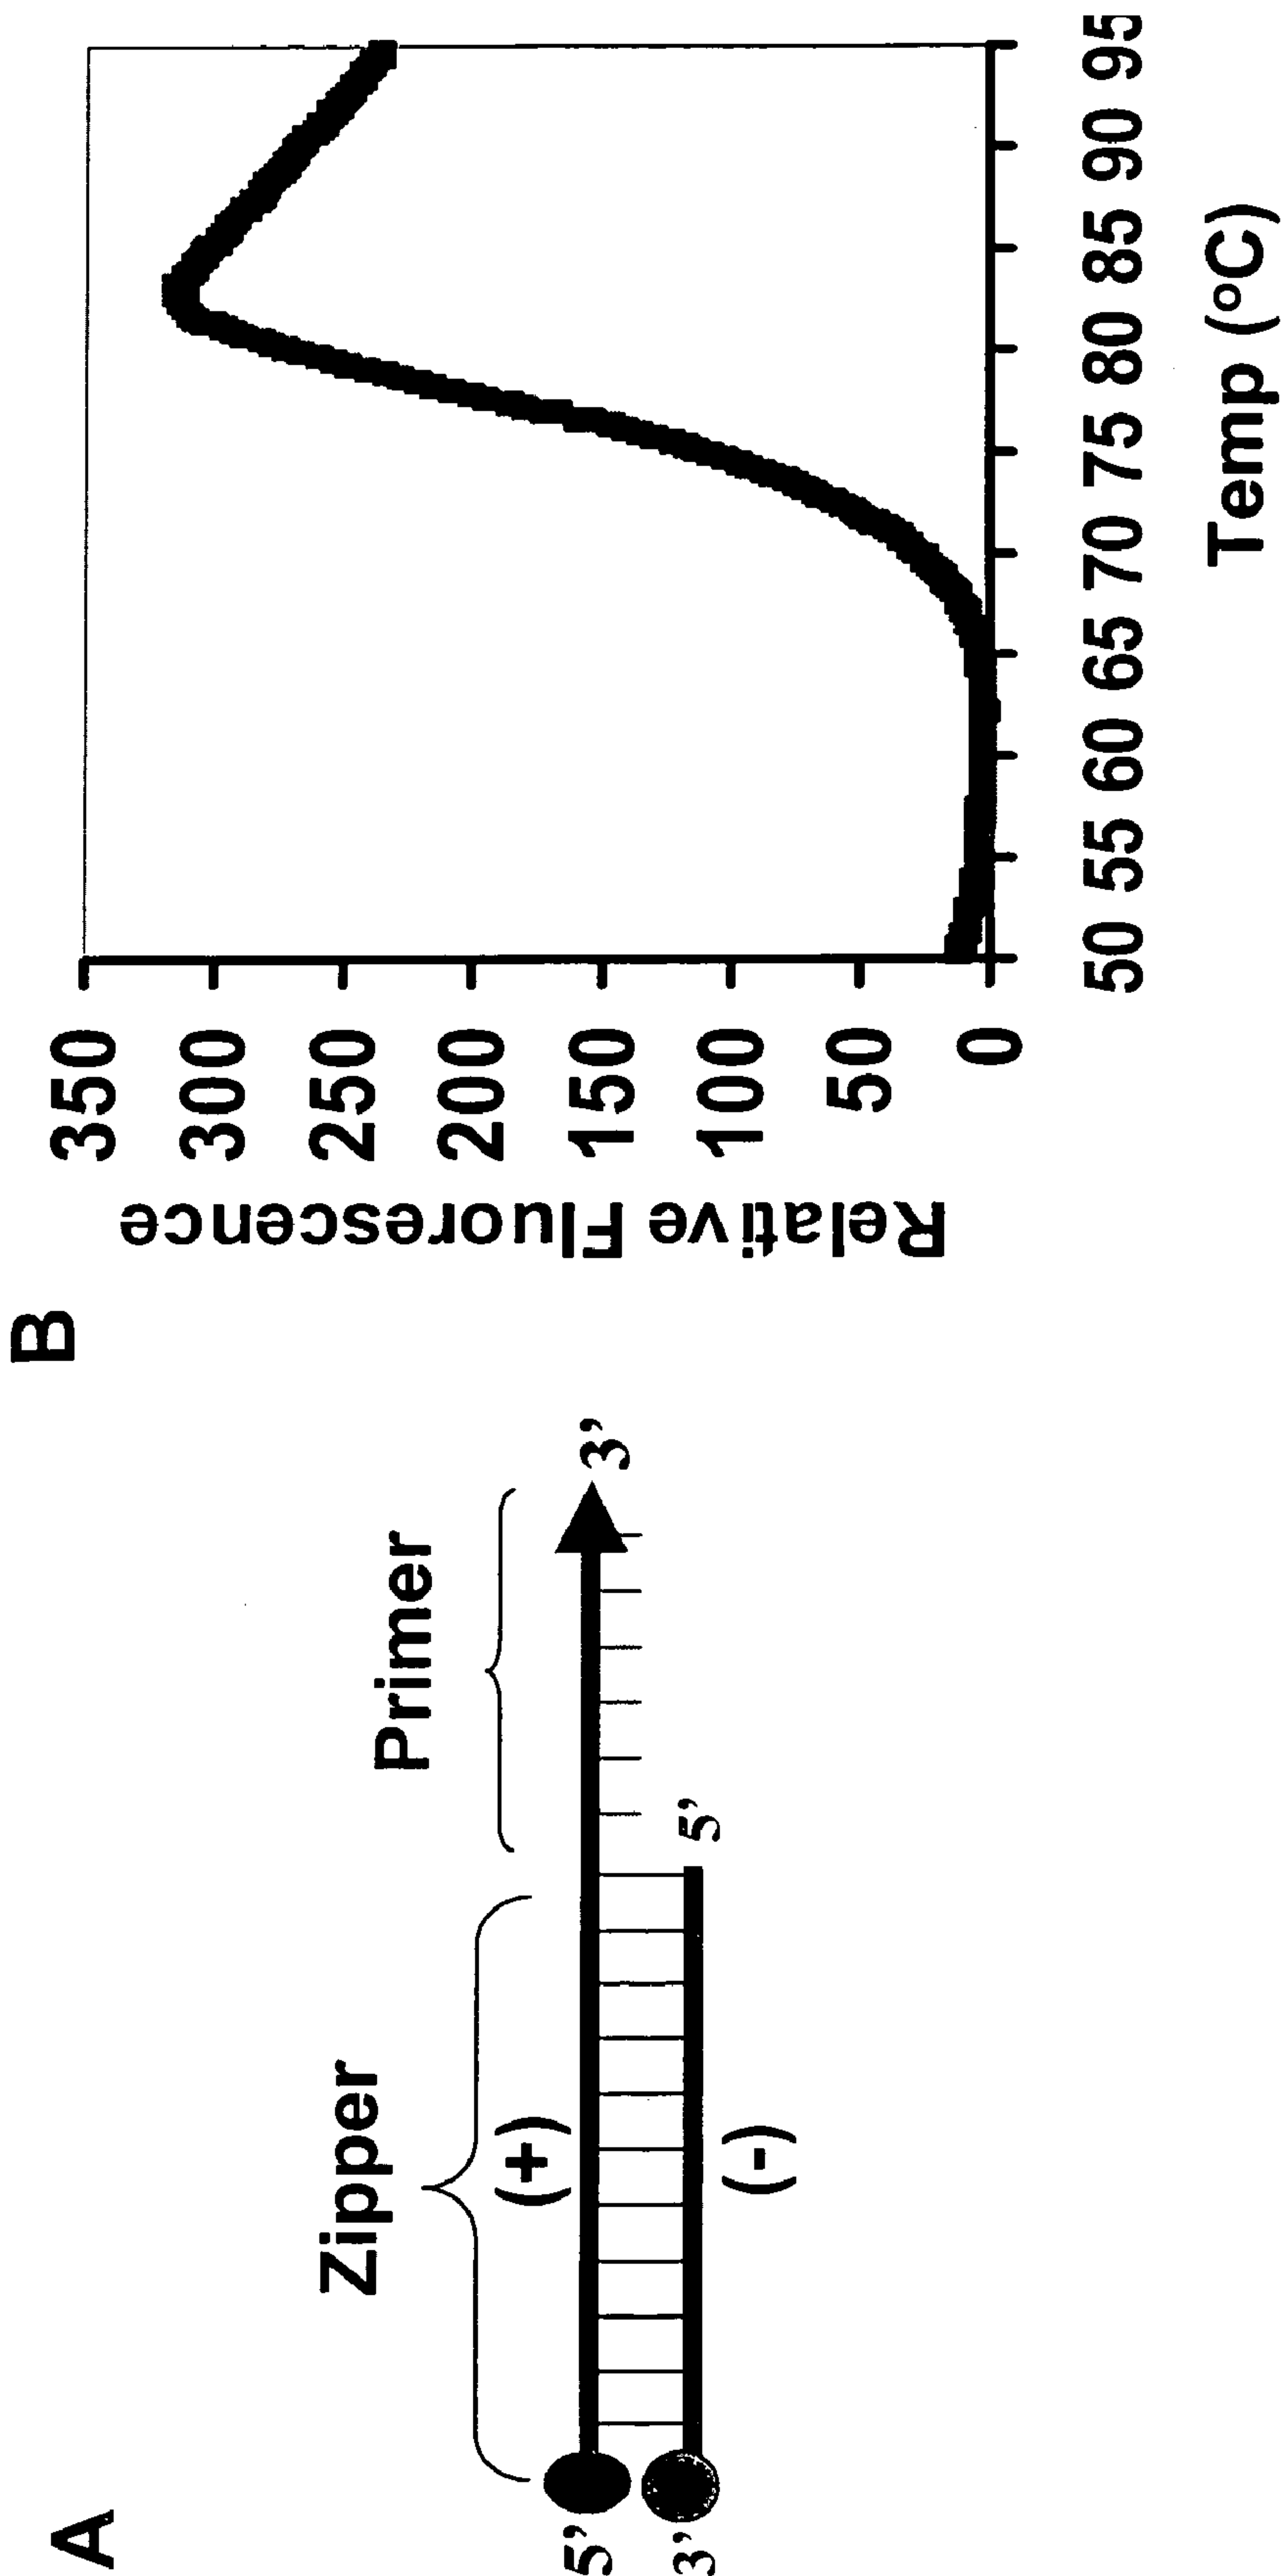 A
Zipper
Primer
5'
(+)
3'
3'
(-)
5'
B
Relative Fluorescence
350
300
250
200
150
100
50
0
50 55 60 65 70 75 80 85 90 95
Temp (ºC)